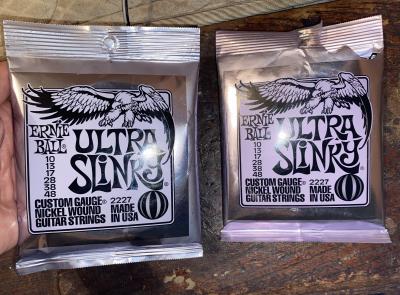 ERNIE
BALL®
ULTRA
SLINKY
10
13
17
28
38
48
CUSTOM GAUGE®
NICKEL WOUND
GUITAR STRINGS
2227
MADE
IN USA
ERNIE
BALL®
ULTRA
SLINKY
10
13
17
28
38
48
CUSTOM GAUGE®
NICKEL WOUND
GUITAR STRINGS
2227
MADE
IN USA